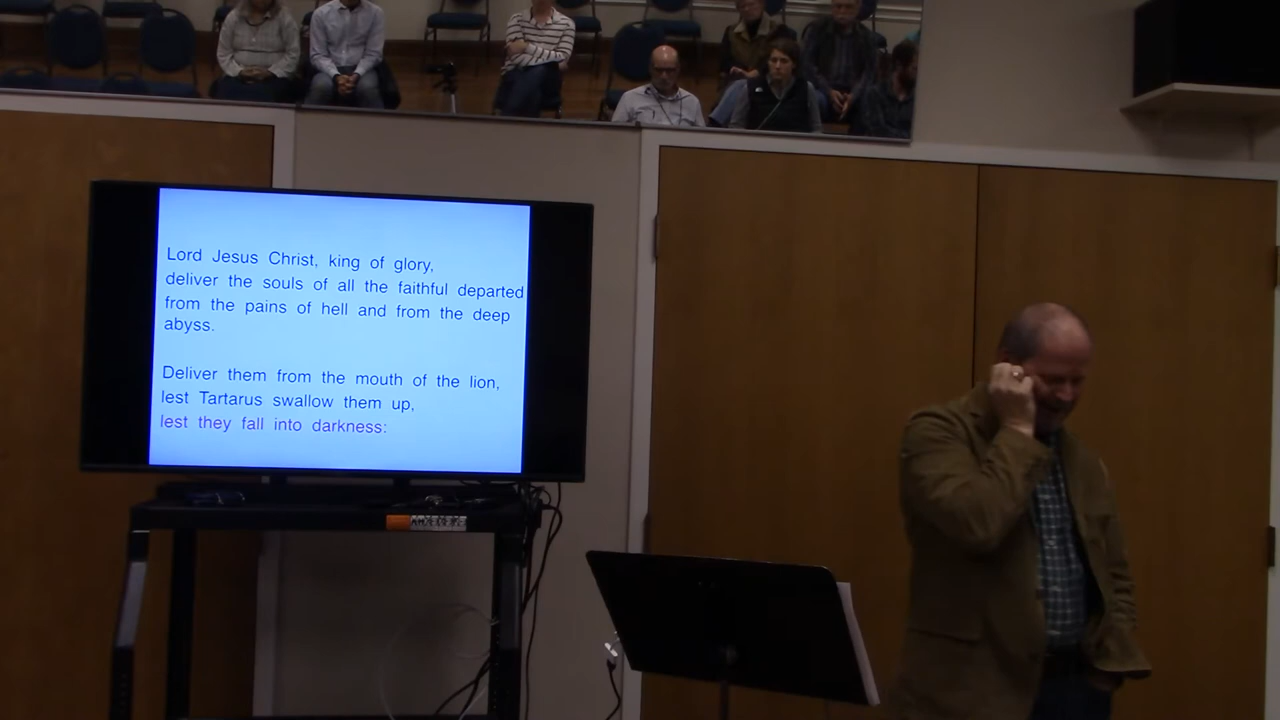 Lord Jesus Christ, king of glory,
deliver the souls of all the faithful departed
from the pains of hell and from the deep
abyss.
Deliver them from the mouth of the lion,
lest Tartarus swallow them up,
lest they fall into darkness: